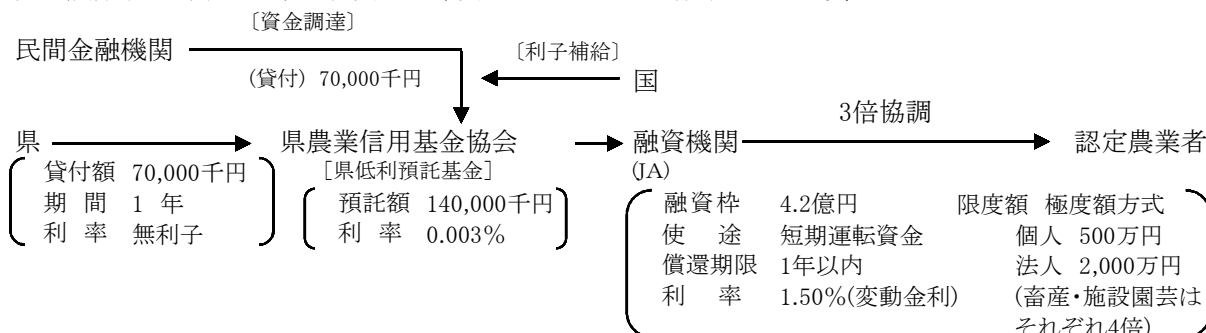 〔資金調達〕
民間金融機関
〔利子補給〕
(貸付) 70,000千円
国
3倍協調
県
県農業信用基金協会
融資機関
認定農業者
貸付額 70,000千円
期 間 1 年
利 率 無利子
[県低利預託基金]
預託額 140,000千円
利 率 0.003%
(JA)
融資枠 4.2億円
使 途 短期運転資金
償還期限 1年以内
利 率 1.50%(変動金利)
限度額 極度額方式
個人 500万円
法人 2,000万円
(畜産・施設園芸は
それぞれ4倍)